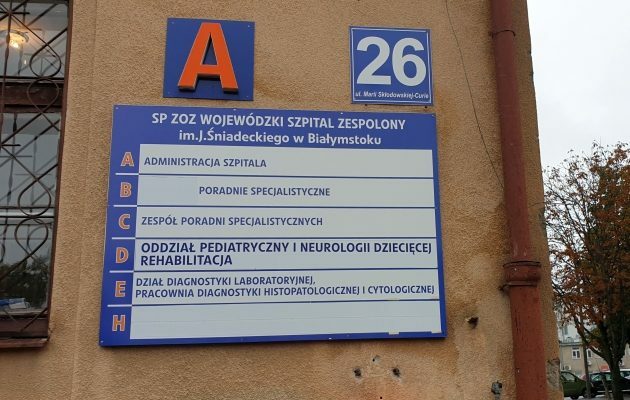 A
26
ul. Marii Skłodowskiej-Curie
SP ZOZ WOJEWÓDZKI SZPITAL ZESPOLONY
im.J.Śniadeckiego w Białymstoku
A ADMINISTRACJA SZPITALA
B PORADNIE SPECJALISTYCZNE
C ZESPÓŁ PORADNI SPECJALISTYCZNYCH
D ODDZIAŁ PEDIATRYCZNY I NEUROLOGII DZIECIĘCEJ
REHABILITACJA
E DZIAŁ DIAGNOSTYKI LABORATORYJNEJ,
PRACOWNIA DIAGNOSTYKI HISTOPATOLOGICZNEJ I CYTOLOGICZNEJ
H